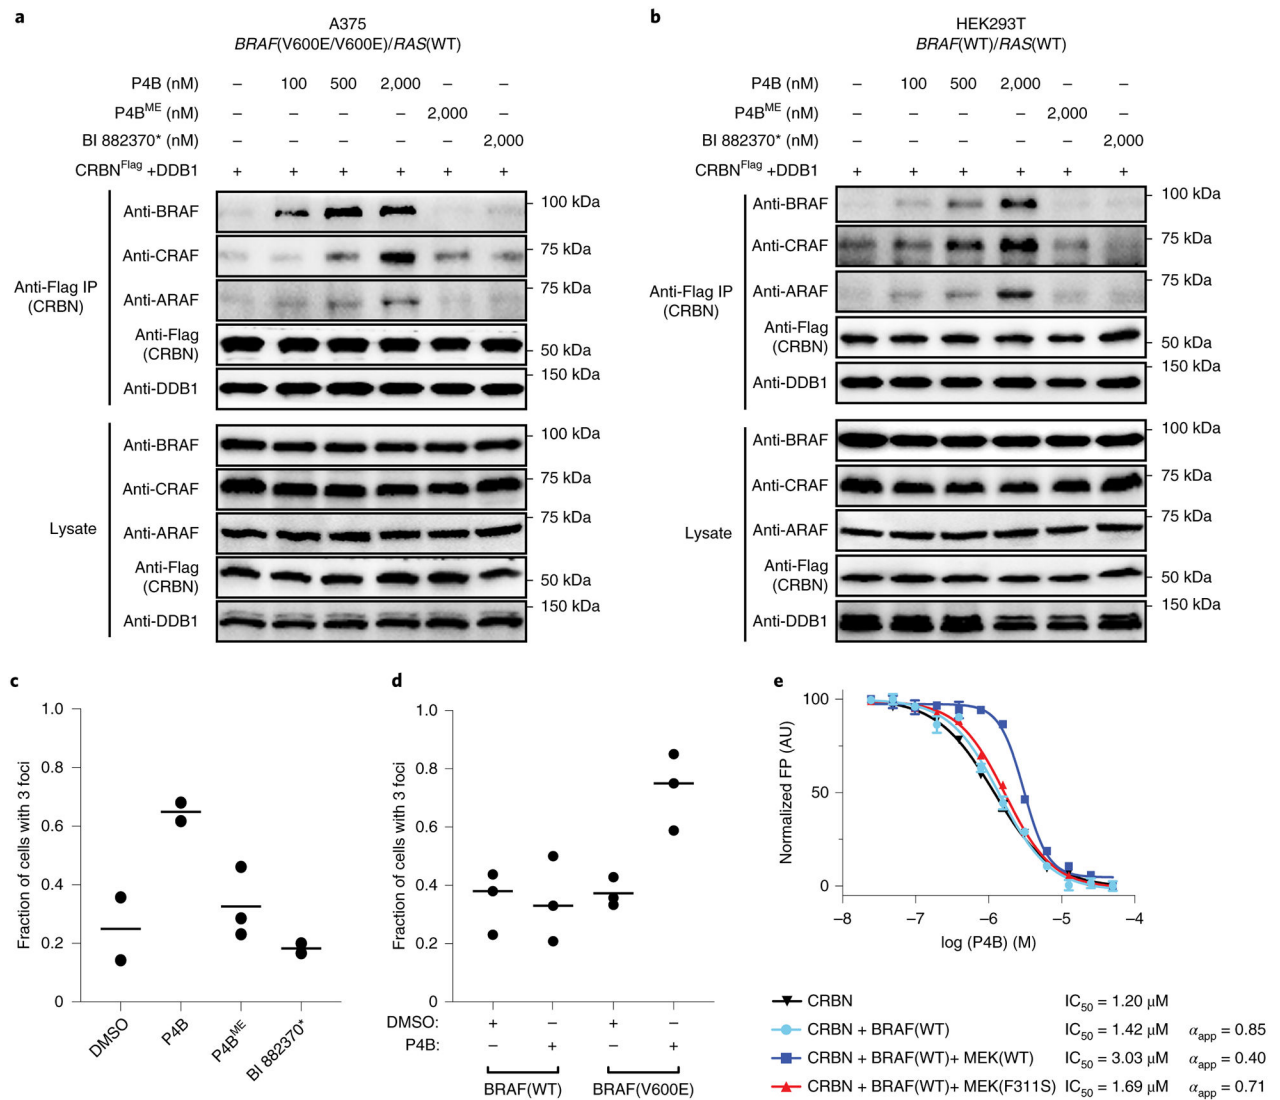 a
A375
BRAF(V600E/V600E)/RAS(WT)
P4B (nM) – 100 500 2,000 – –
P4B^ME (nM) – – – – 2,000 –
BI 882370* (nM) – – – – – 2,000
CRBN^Flag +DDB1 + + + + + +
Anti-Flag IP
(CRBN)
Anti-BRAF 100 kDa
Anti-CRAF 75 kDa
Anti-ARAF 75 kDa
Anti-Flag
(CRBN) 50 kDa
Anti-DDB1 150 kDa
Lysate
Anti-BRAF 100 kDa
Anti-CRAF 75 kDa
Anti-ARAF 75 kDa
Anti-Flag
(CRBN) 50 kDa
Anti-DDB1 150 kDa
b
HEK293T
BRAF(WT)/RAS(WT)
P4B (nM) – 100 500 2,000 – –
P4B^ME (nM) – – – – 2,000 –
BI 882370* (nM) – – – – – 2,000
CRBN^Flag +DDB1 + + + + + +
Anti-Flag IP
(CRBN)
Anti-BRAF 100 kDa
Anti-CRAF 75 kDa
Anti-ARAF 75 kDa
Anti-Flag
(CRBN) 50 kDa
Anti-DDB1 150 kDa
Lysate
Anti-BRAF 100 kDa
Anti-CRAF 75 kDa
Anti-ARAF 75 kDa
Anti-Flag
(CRBN) 50 kDa
Anti-DDB1 150 kDa
c
Fraction of cells with 3 foci
1.0
0.8
0.6
0.4
0.2
0
DMSO P4B P4B^ME BI 882370*
d
Fraction of cells with 3 foci
1.0
0.8
0.6
0.4
0.2
0
DMSO: + – + –
P4B: – + – +
BRAF(WT) BRAF(V600E)
e
Normalized FP (AU)
100
50
0
–8 –7 –6 –5 –4
log (P4B) (M)
CRBN IC50 = 1.20 μM
CRBN + BRAF(WT) IC50 = 1.42 μM αapp = 0.85
CRBN + BRAF(WT)+ MEK(WT) IC50 = 3.03 μM αapp = 0.40
CRBN + BRAF(WT)+ MEK(F311S) IC50 = 1.69 μM αapp = 0.71